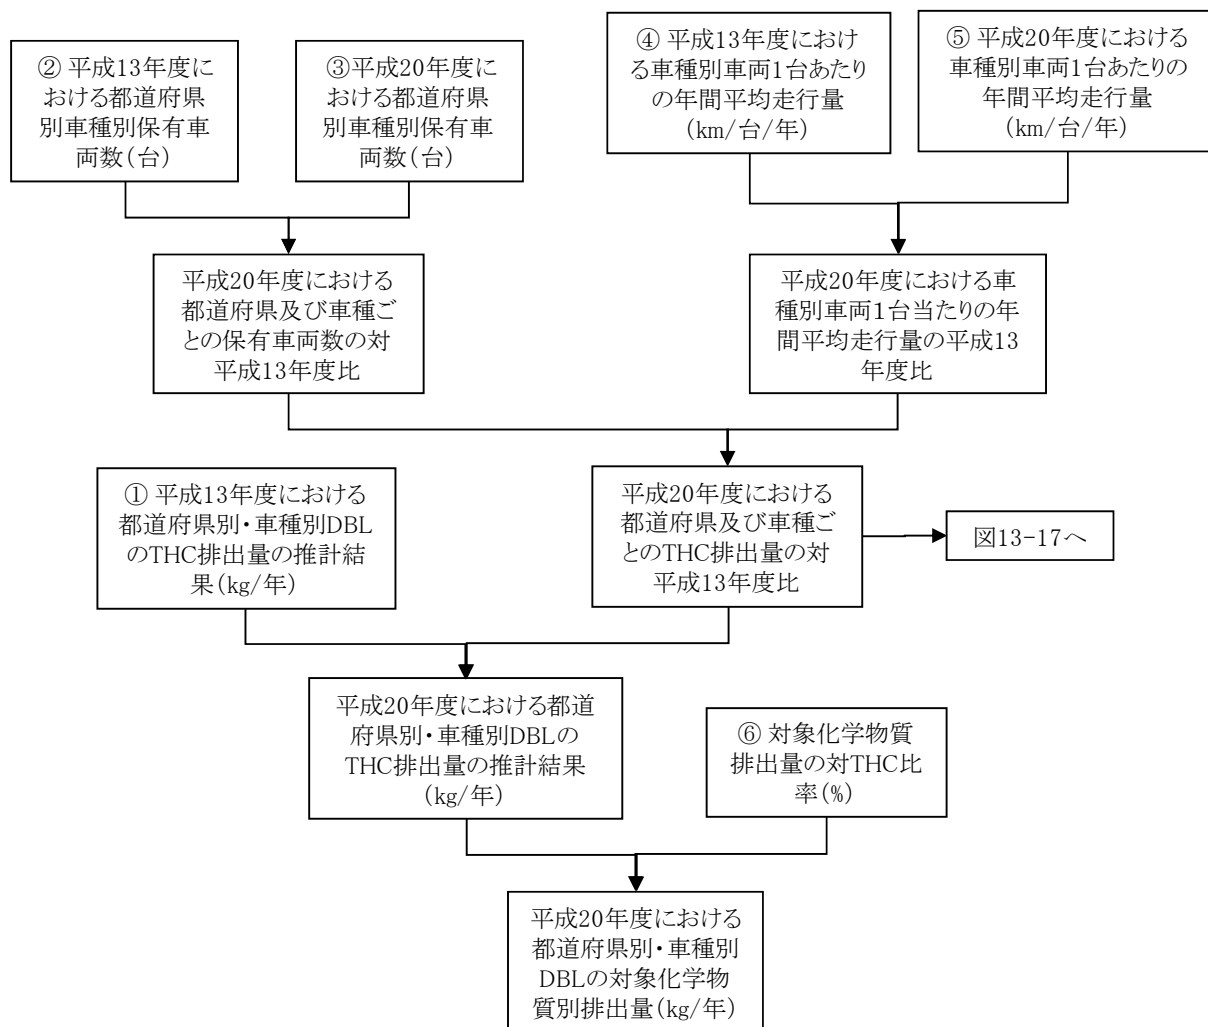 ② 平成13年度に
おける都道府県
別車種別保有車
両数(台)
③平成20年度に
おける都道府県
別車種別保有車
両数(台)
④ 平成13年度におけ
る車種別車両1台あたり
の年間平均走行量
(km/台/年)
⑤ 平成20年度における
車種別車両1台あたりの
年間平均走行量
(km/台/年)
平成20年度における
都道府県及び車種ご
との保有車両数の対
平成13年度比
平成20年度における車
種別車両1台当たりの年
間平均走行量の平成13
年度比
① 平成13年度における
都道府県別・車種別DBL
のTHC排出量の推計結
果(kg/年)
平成20年度における
都道府県及び車種ご
とのTHC排出量の対
平成13年度比
図13-17へ
平成20年度における都道
府県別・車種別DBLの
THC排出量の推計結果
(kg/年)
⑥ 対象化学物質
排出量の対THC比
率(%)
平成20年度における
都道府県別・車種別
DBLの対象化学物
質別排出量(kg/年)